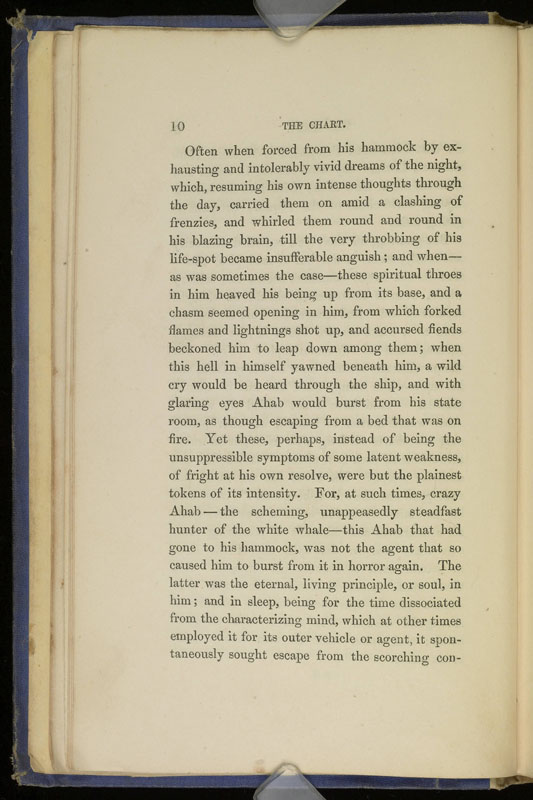 10 THE CHART.
Often when forced from his hammock by ex-
hausting and intolerably vivid dreams of the night,
which, resuming his own intense thoughts through
the day, carried them on amid a clashing of
frenzies, and whirled them round and round in
his blazing brain, till the very throbbing of his
life-spot became insufferable anguish; and when—
as was sometimes the case—these spiritual throes
in him heaved his being up from its base, and a
chasm seemed opening in him, from which forked
flames and lightnings shot up, and accursed fiends
beckoned him to leap down among them; when
this hell in himself yawned beneath him, a wild
cry would be heard through the ship, and with
glaring eyes Ahab would burst from his state
room, as though escaping from a bed that was on
fire. Yet these, perhaps, instead of being the
unsuppressible symptoms of some latent weakness,
of fright at his own resolve, were but the plainest
tokens of its intensity. For, at such times, crazy
Ahab—the scheming, unappeasedly steadfast
hunter of the white whale—this Ahab that had
gone to his hammock, was not the agent that so
caused him to burst from it in horror again. The
latter was the eternal, living principle, or soul, in
him; and in sleep, being for the time dissociated
from the characterizing mind, which at other times
employed it for its outer vehicle or agent, it spon-
taneously sought escape from the scorching con-